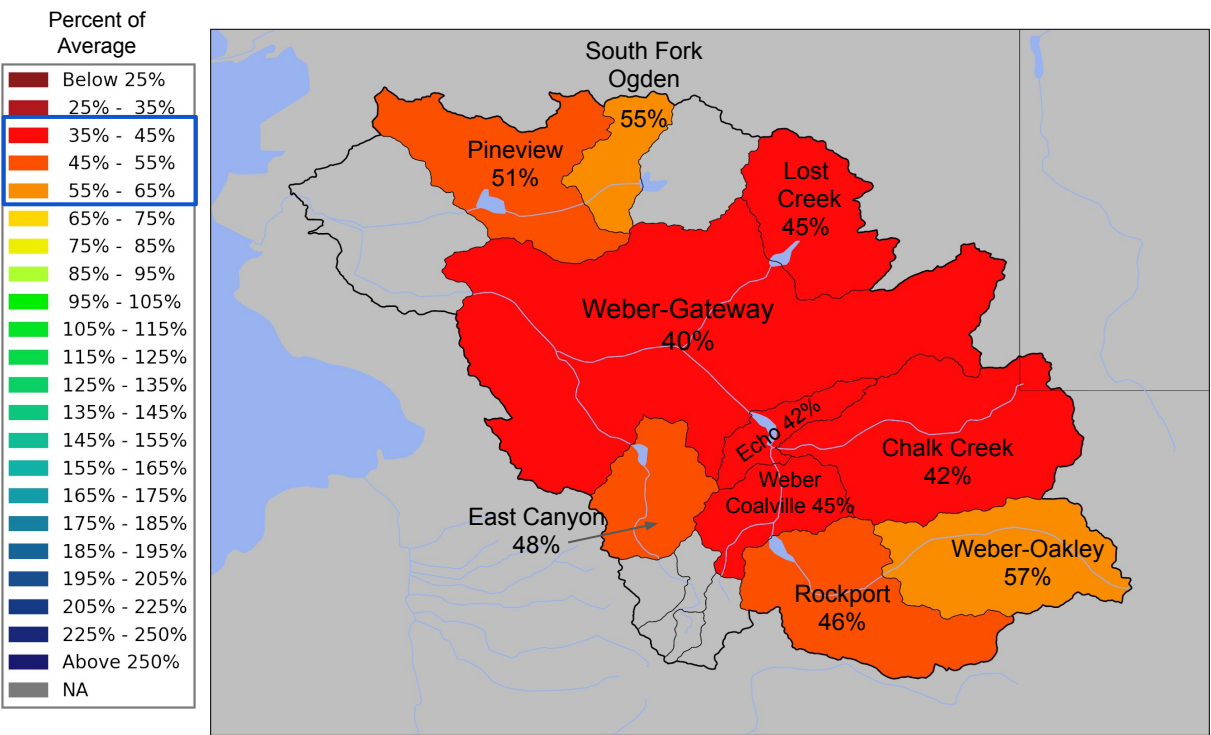 Percent of
Average
Below 25%
25% - 35%
35% - 45%
45% - 55%
55% - 65%
65% - 75%
75% - 85%
85% - 95%
95% - 105%
105% - 115%
115% - 125%
125% - 135%
135% - 145%
145% - 155%
155% - 165%
165% - 175%
175% - 185%
185% - 195%
195% - 205%
205% - 225%
225% - 250%
Above 250%
NA
South Fork
Ogden
55%
Pineview
51%
Lost
Creek
45%
Weber-Gateway
40%
Echo 42%
Chalk Creek
42%
Weber
Coalville 45%
East Canyon
48%
Weber-Oakley
57%
Rockport
46%